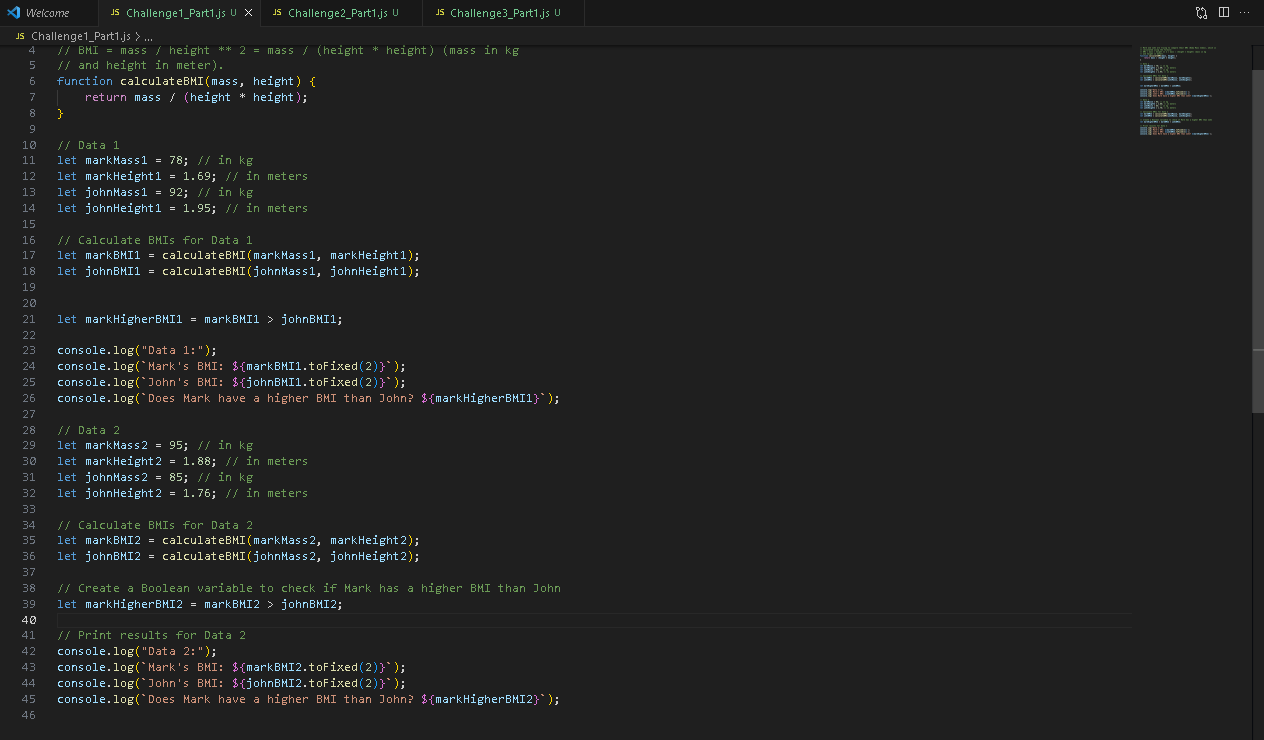 Welcome
JS Challenge1_Part1.js U
JS Challenge2_Part1.js U
JS Challenge3_Part1.js U
JS Challenge1_Part1.js > ...
4 // BMI = mass / height ** 2 = mass / (height * height) (mass in kg
5 // and height in meter).
6 function calculateBMI(mass, height) {
7 return mass / (height * height);
8 }
9
10 // Data 1
11 let markMass1 = 78; // in kg
12 let markHeight1 = 1.69; // in meters
13 let johnMass1 = 92; // in kg
14 let johnHeight1 = 1.95; // in meters
15
16 // Calculate BMIs for Data 1
17 let markBMI1 = calculateBMI(markMass1, markHeight1);
18 let johnBMI1 = calculateBMI(johnMass1, johnHeight1);
19
20
21 let markHigherBMI1 = markBMI1 > johnBMI1;
22
23 console.log("Data 1:");
24 console.log(`Mark's BMI: ${markBMI1.toFixed(2)}`);
25 console.log(`John's BMI: ${johnBMI1.toFixed(2)}`);
26 console.log(`Does Mark have a higher BMI than John? ${markHigherBMI1}`);
27
28 // Data 2
29 let markMass2 = 95; // in kg
30 let markHeight2 = 1.88; // in meters
31 let johnMass2 = 85; // in kg
32 let johnHeight2 = 1.76; // in meters
33
34 // Calculate BMIs for Data 2
35 let markBMI2 = calculateBMI(markMass2, markHeight2);
36 let johnBMI2 = calculateBMI(johnMass2, johnHeight2);
37
38 // Create a Boolean variable to check if Mark has a higher BMI than John
39 let markHigherBMI2 = markBMI2 > johnBMI2;
40
41 // Print results for Data 2
42 console.log("Data 2:");
43 console.log(`Mark's BMI: ${markBMI2.toFixed(2)}`);
44 console.log(`John's BMI: ${johnBMI2.toFixed(2)}`);
45 console.log(`Does Mark have a higher BMI than John? ${markHigherBMI2}`);
46